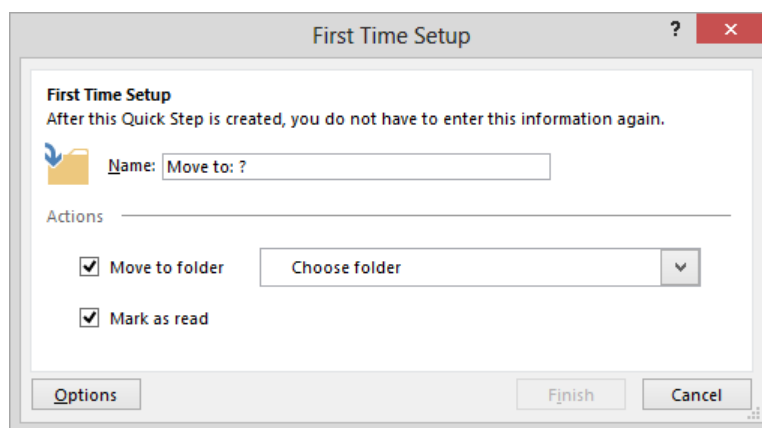 First Time Setup
?
First Time Setup
After this Quick Step is created, you do not have to enter this information again.
Name: Move to: ?
Actions
Move to folder Choose folder
Mark as read
Options Finish Cancel